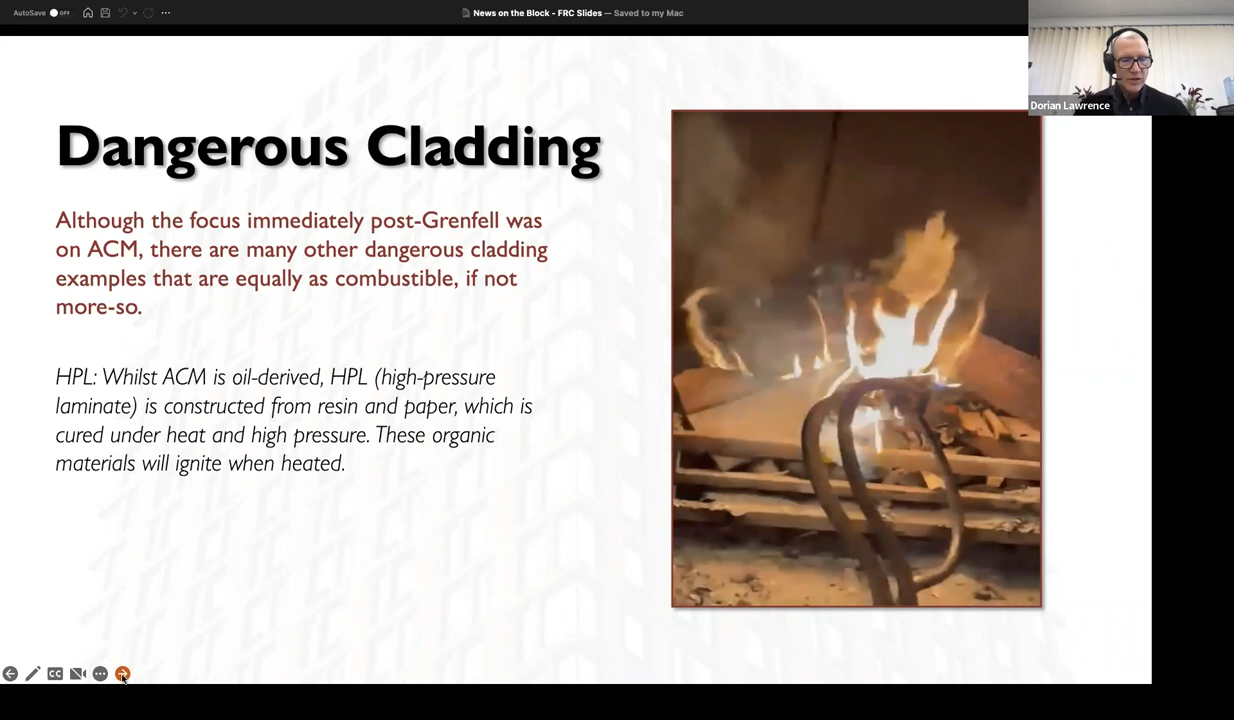 AutoSave OFF
News on the Block - FRC Slides — Saved to my Mac
Dorian Lawrence
Dangerous Cladding
Although the focus immediately post-Grenfell was
on ACM, there are many other dangerous cladding
examples that are equally as combustible, if not
more-so.
HPL: Whilst ACM is oil-derived, HPL (high-pressure
laminate) is constructed from resin and paper, which is
cured under heat and high pressure. These organic
materials will ignite when heated.
CC